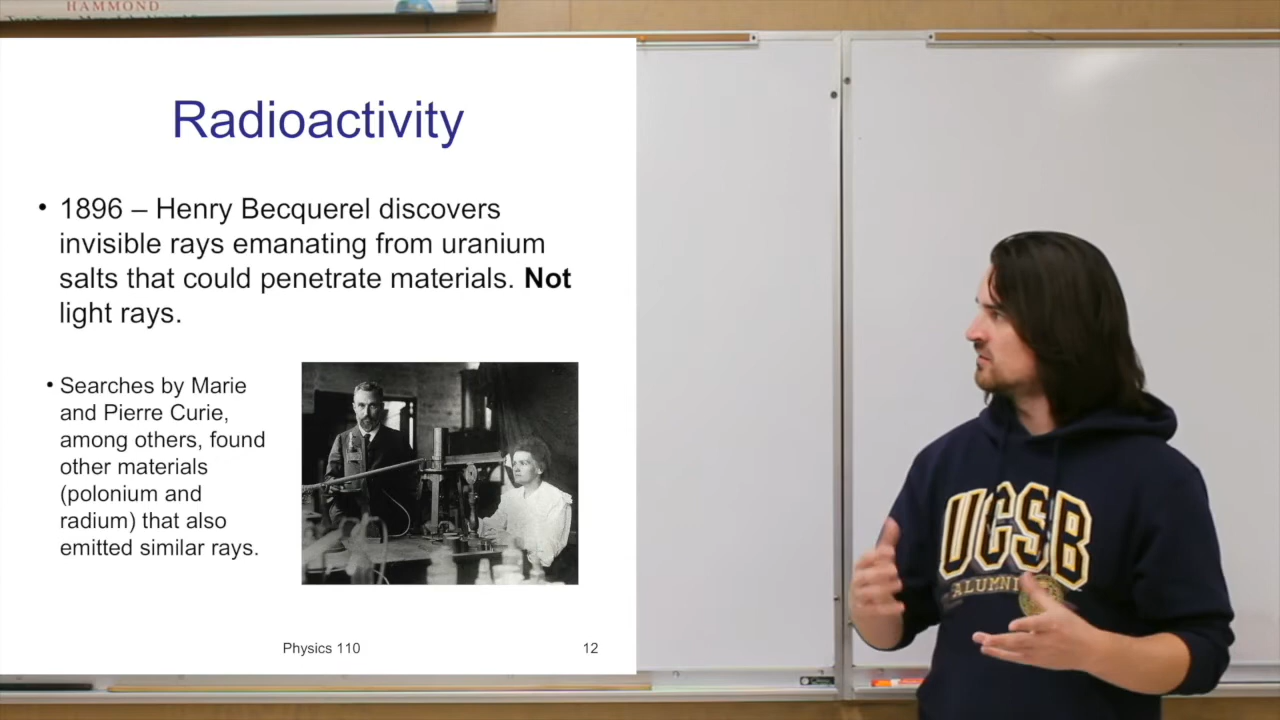 HAMMOND
Radioactivity
• 1896 – Henry Becquerel discovers
invisible rays emanating from uranium
salts that could penetrate materials. Not
light rays.
• Searches by Marie
and Pierre Curie,
among others, found
other materials
(polonium and
radium) that also
emitted similar rays.
Physics 110
12
UCSB
ALUMNI